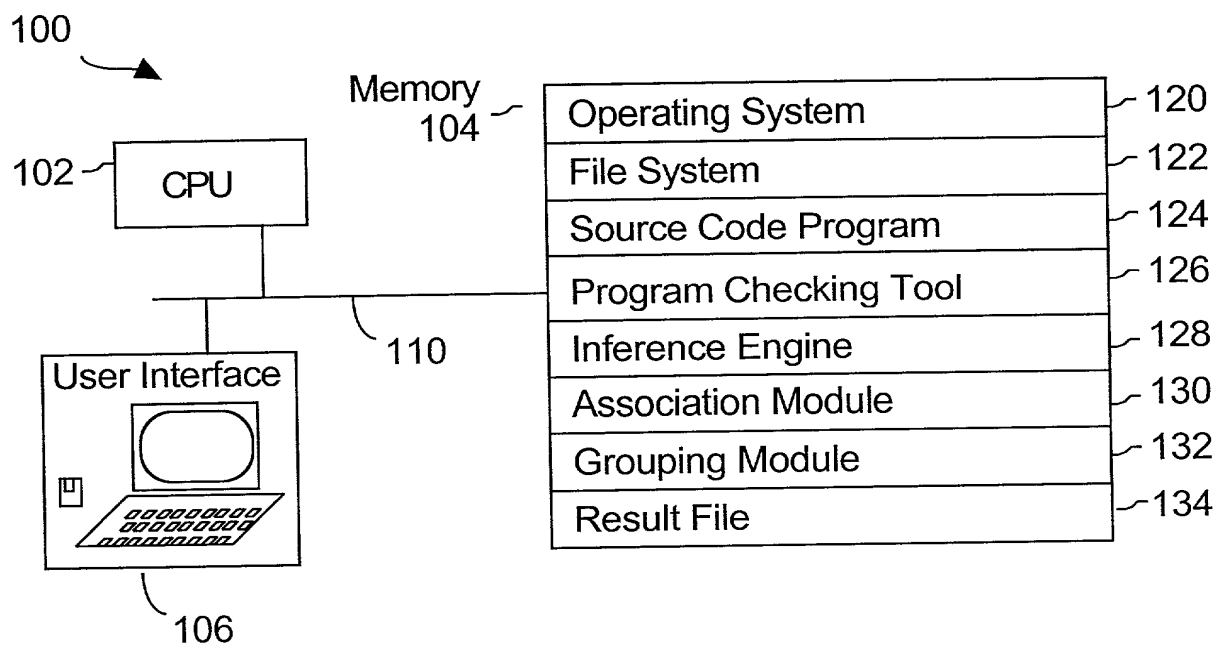 100
Memory
104
102
CPU
110
User Interface
106
Operating System 120
File System 122
Source Code Program 124
Program Checking Tool 126
Inference Engine 128
Association Module 130
Grouping Module 132
Result File 134